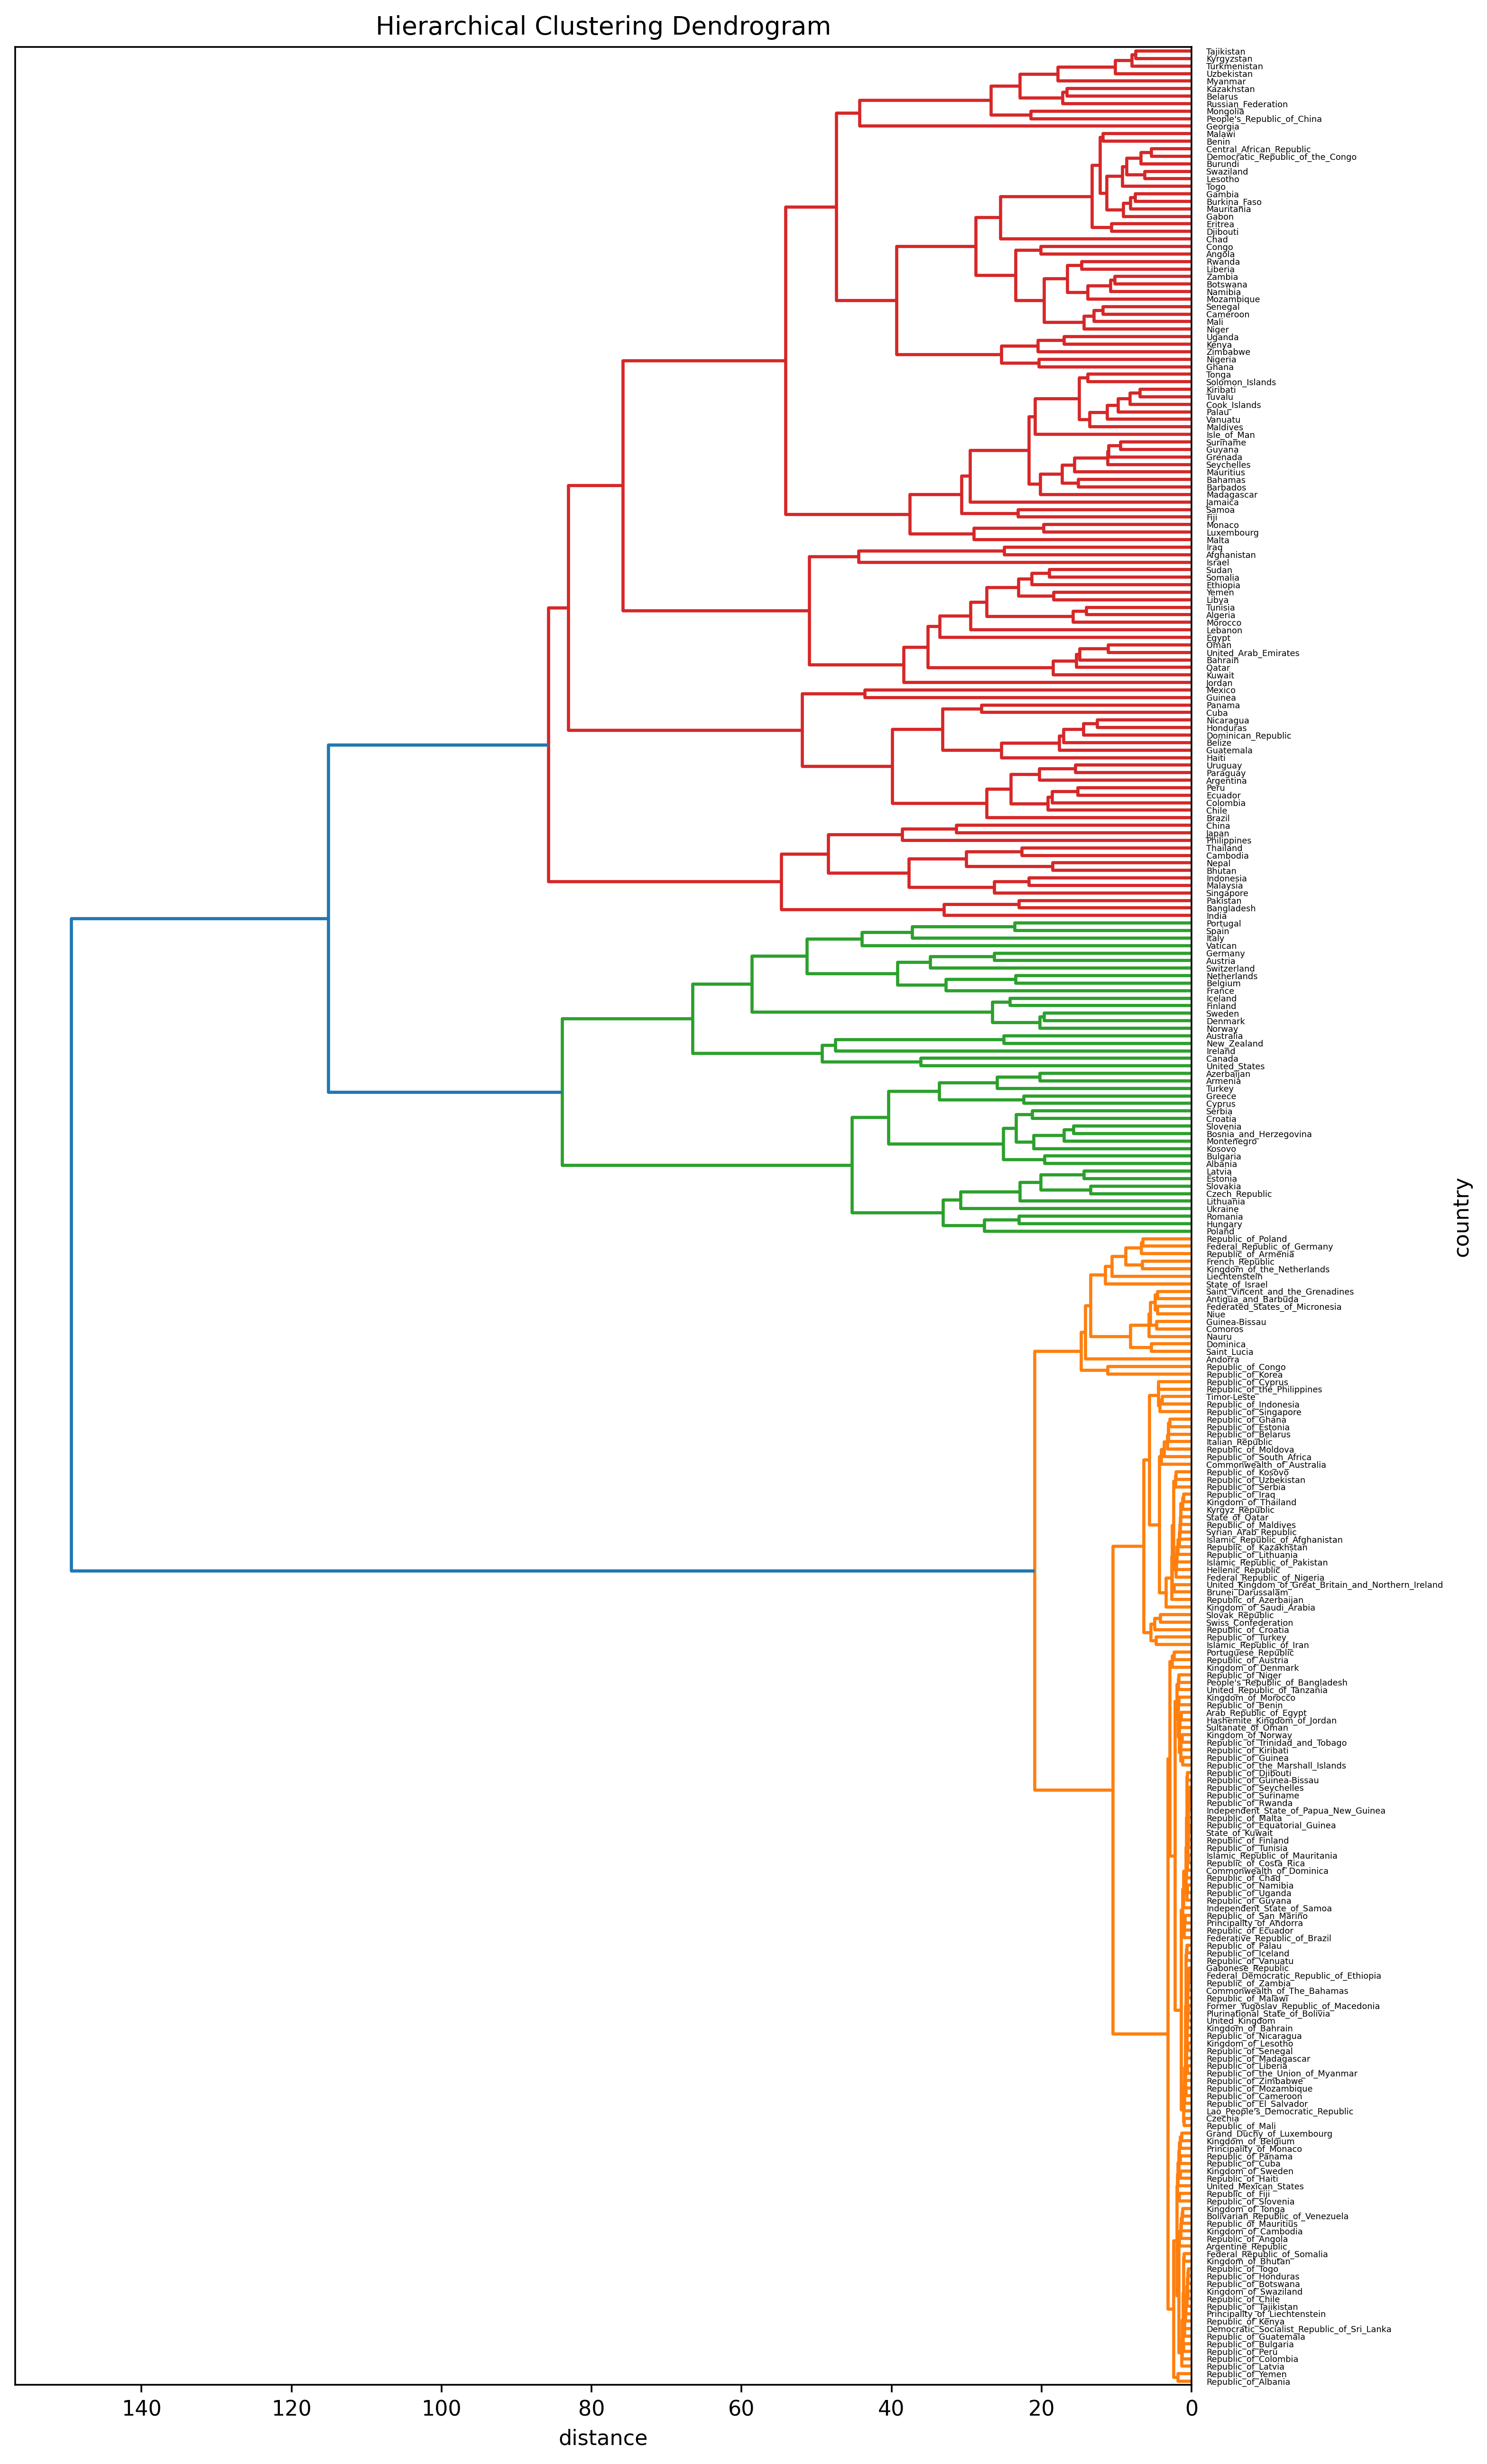 Hierarchical Clustering Dendrogram
Tajikistan
Kyrgyzstan
Turkmenistan
Uzbekistan
Myanmar
Kazakhstan
Belarus
Russian_Federation
Mongolia
People's_Republic_of_China
Georgia
Malawi
Benin
Central_African_Republic
Democratic_Republic_of_the_Congo
Burundi
Swaziland
Lesotho
Togo
Gambia
Burkina_Faso
Mauritania
Gabon
Eritrea
Djibouti
Chad
Congo
Angola
Rwanda
Liberia
Zambia
Botswana
Namibia
Mozambique
Senegal
Cameroon
Mali
Niger
Uganda
Kenya
Zimbabwe
Nigeria
Ghana
Tonga
Solomon_Islands
Kiribati
Tuvalu
Cook_Islands
Palau
Vanuatu
Maldives
Isle_of_Man
Suriname
Guyana
Grenada
Seychelles
Mauritius
Bahamas
Barbados
Madagascar
Jamaica
Samoa
Fiji
Monaco
Luxembourg
Malta
Iraq
Afghanistan
Israel
Sudan
Somalia
Ethiopia
Yemen
Libya
Tunisia
Algeria
Morocco
Lebanon
Egypt
Oman
United_Arab_Emirates
Bahrain
Qatar
Kuwait
Jordan
Mexico
Guinea
Panama
Cuba
Nicaragua
Honduras
Dominican_Republic
Belize
Guatemala
Haiti
Uruguay
Paraguay
Argentina
Peru
Ecuador
Colombia
Chile
Brazil
China
Japan
Philippines
Thailand
Cambodia
Nepal
Bhutan
Indonesia
Malaysia
Singapore
Pakistan
Bangladesh
India
Portugal
Spain
Italy
Vatican
Germany
Austria
Switzerland
Netherlands
Belgium
France
Iceland
Finland
Sweden
Denmark
Norway
Australia
New_Zealand
Ireland
Canada
United_States
Azerbaijan
Armenia
Turkey
Greece
Cyprus
Serbia
Croatia
Slovenia
Bosnia_and_Herzegovina
Montenegro
Kosovo
Bulgaria
Albania
Latvia
Estonia
Slovakia
Czech_Republic
Lithuania
Ukraine
Romania
Hungary
Poland
Republic_of_Poland
Federal_Republic_of_Germany
Republic_of_Armenia
French_Republic
Kingdom_of_the_Netherlands
Liechtenstein
State_of_Israel
Saint_Vincent_and_the_Grenadines
Antigua_and_Barbuda
Federated_States_of_Micronesia
Niue
Guinea-Bissau
Comoros
Nauru
Dominica
Saint_Lucia
Andorra
Republic_of_Congo
Republic_of_Korea
Republic_of_Cyprus
Republic_of_the_Philippines
Timor-Leste
Republic_of_Indonesia
Republic_of_Singapore
Republic_of_Ghana
Republic_of_Estonia
Republic_of_Belarus
Italian_Republic
Republic_of_Moldova
Republic_of_South_Africa
Commonwealth_of_Australia
Republic_of_Kosovo
Republic_of_Uzbekistan
Republic_of_Serbia
Republic_of_Iraq
Kingdom_of_Thailand
Kyrgyz_Republic
State_of_Qatar
Republic_of_Maldives
Syrian_Arab_Republic
Islamic_Republic_of_Afghanistan
Republic_of_Kazakhstan
Republic_of_Lithuania
Islamic_Republic_of_Pakistan
Hellenic_Republic
Federal_Republic_of_Nigeria
United_Kingdom_of_Great_Britain_and_Northern_Ireland
Brunei_Darussalam
Republic_of_Azerbaijan
Kingdom_of_Saudi_Arabia
Slovak_Republic
Swiss_Confederation
Republic_of_Croatia
Republic_of_Turkey
Islamic_Republic_of_Iran
Portuguese_Republic
Republic_of_Austria
Kingdom_of_Denmark
Republic_of_Niger
People's_Republic_of_Bangladesh
United_Republic_of_Tanzania
Kingdom_of_Morocco
Republic_of_Benin
Arab_Republic_of_Egypt
Hashemite_Kingdom_of_Jordan
Sultanate_of_Oman
Kingdom_of_Norway
Republic_of_Trinidad_and_Tobago
Republic_of_Kiribati
Republic_of_Guinea
Republic_of_the_Marshall_Islands
Republic_of_Djibouti
Republic_of_Guinea-Bissau
Republic_of_Seychelles
Republic_of_Suriname
Republic_of_Rwanda
Independent_State_of_Papua_New_Guinea
Republic_of_Malta
Republic_of_Equatorial_Guinea
State_of_Kuwait
Republic_of_Finland
Republic_of_Tunisia
Islamic_Republic_of_Mauritania
Republic_of_Costa_Rica
Commonwealth_of_Dominica
Republic_of_Chad
Republic_of_Namibia
Republic_of_Uganda
Republic_of_Guyana
Independent_State_of_Samoa
Republic_of_San_Marino
Principality_of_Andorra
Republic_of_Ecuador
Federative_Republic_of_Brazil
Republic_of_Palau
Republic_of_Iceland
Republic_of_Vanuatu
Gabonese_Republic
Federal_Democratic_Republic_of_Ethiopia
Republic_of_Zambia
Commonwealth_of_The_Bahamas
Republic_of_Malawi
Former_Yugoslav_Republic_of_Macedonia
Plurinational_State_of_Bolivia
United_Kingdom
Kingdom_of_Bahrain
Republic_of_Nicaragua
Kingdom_of_Lesotho
Republic_of_Senegal
Republic_of_Madagascar
Republic_of_Liberia
Republic_of_the_Union_of_Myanmar
Republic_of_Zimbabwe
Republic_of_Mozambique
Republic_of_Cameroon
Republic_of_El_Salvador
Lao_People's_Democratic_Republic
Czechia
Republic_of_Mali
Grand_Duchy_of_Luxembourg
Kingdom_of_Belgium
Principality_of_Monaco
Republic_of_Panama
Republic_of_Cuba
Kingdom_of_Sweden
Republic_of_Haiti
United_Mexican_States
Republic_of_Fiji
Republic_of_Slovenia
Kingdom_of_Tonga
Bolivarian_Republic_of_Venezuela
Republic_of_Mauritius
Kingdom_of_Cambodia
Republic_of_Angola
Argentine_Republic
Federal_Republic_of_Somalia
Kingdom_of_Bhutan
Republic_of_Togo
Republic_of_Honduras
Republic_of_Botswana
Kingdom_of_Swaziland
Republic_of_Chile
Republic_of_Tajikistan
Principality_of_Liechtenstein
Republic_of_Kenya
Democratic_Socialist_Republic_of_Sri_Lanka
Republic_of_Guatemala
Republic_of_Bulgaria
Republic_of_Peru
Republic_of_Colombia
Republic_of_Latvia
Republic_of_Yemen
Republic_of_Albania
country
140 120 100 80 60 40 20 0
distance